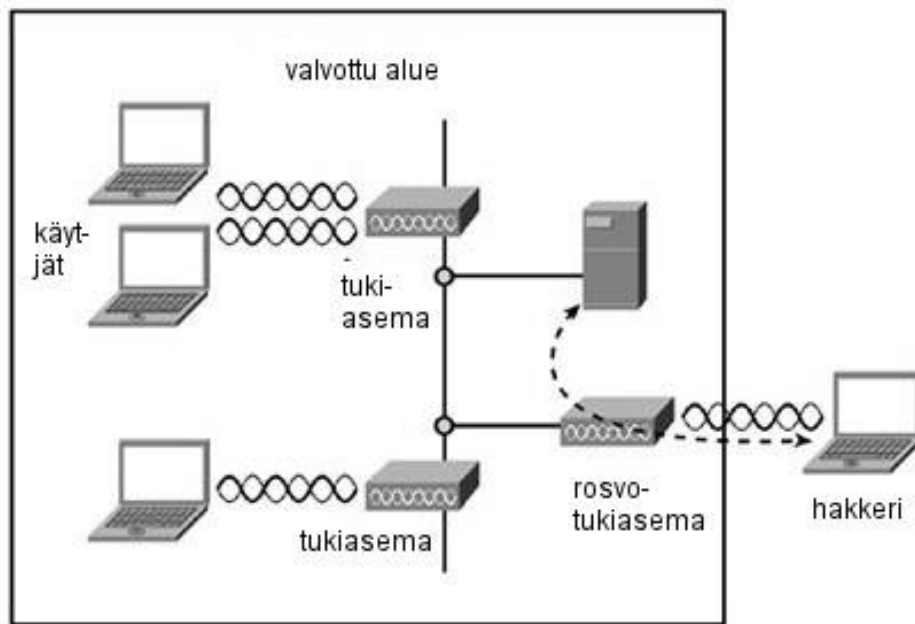 valvottu alue
käyt-
jät
tuki-
asema
tukiasema
rosvo-
tukiasema
hakkeri